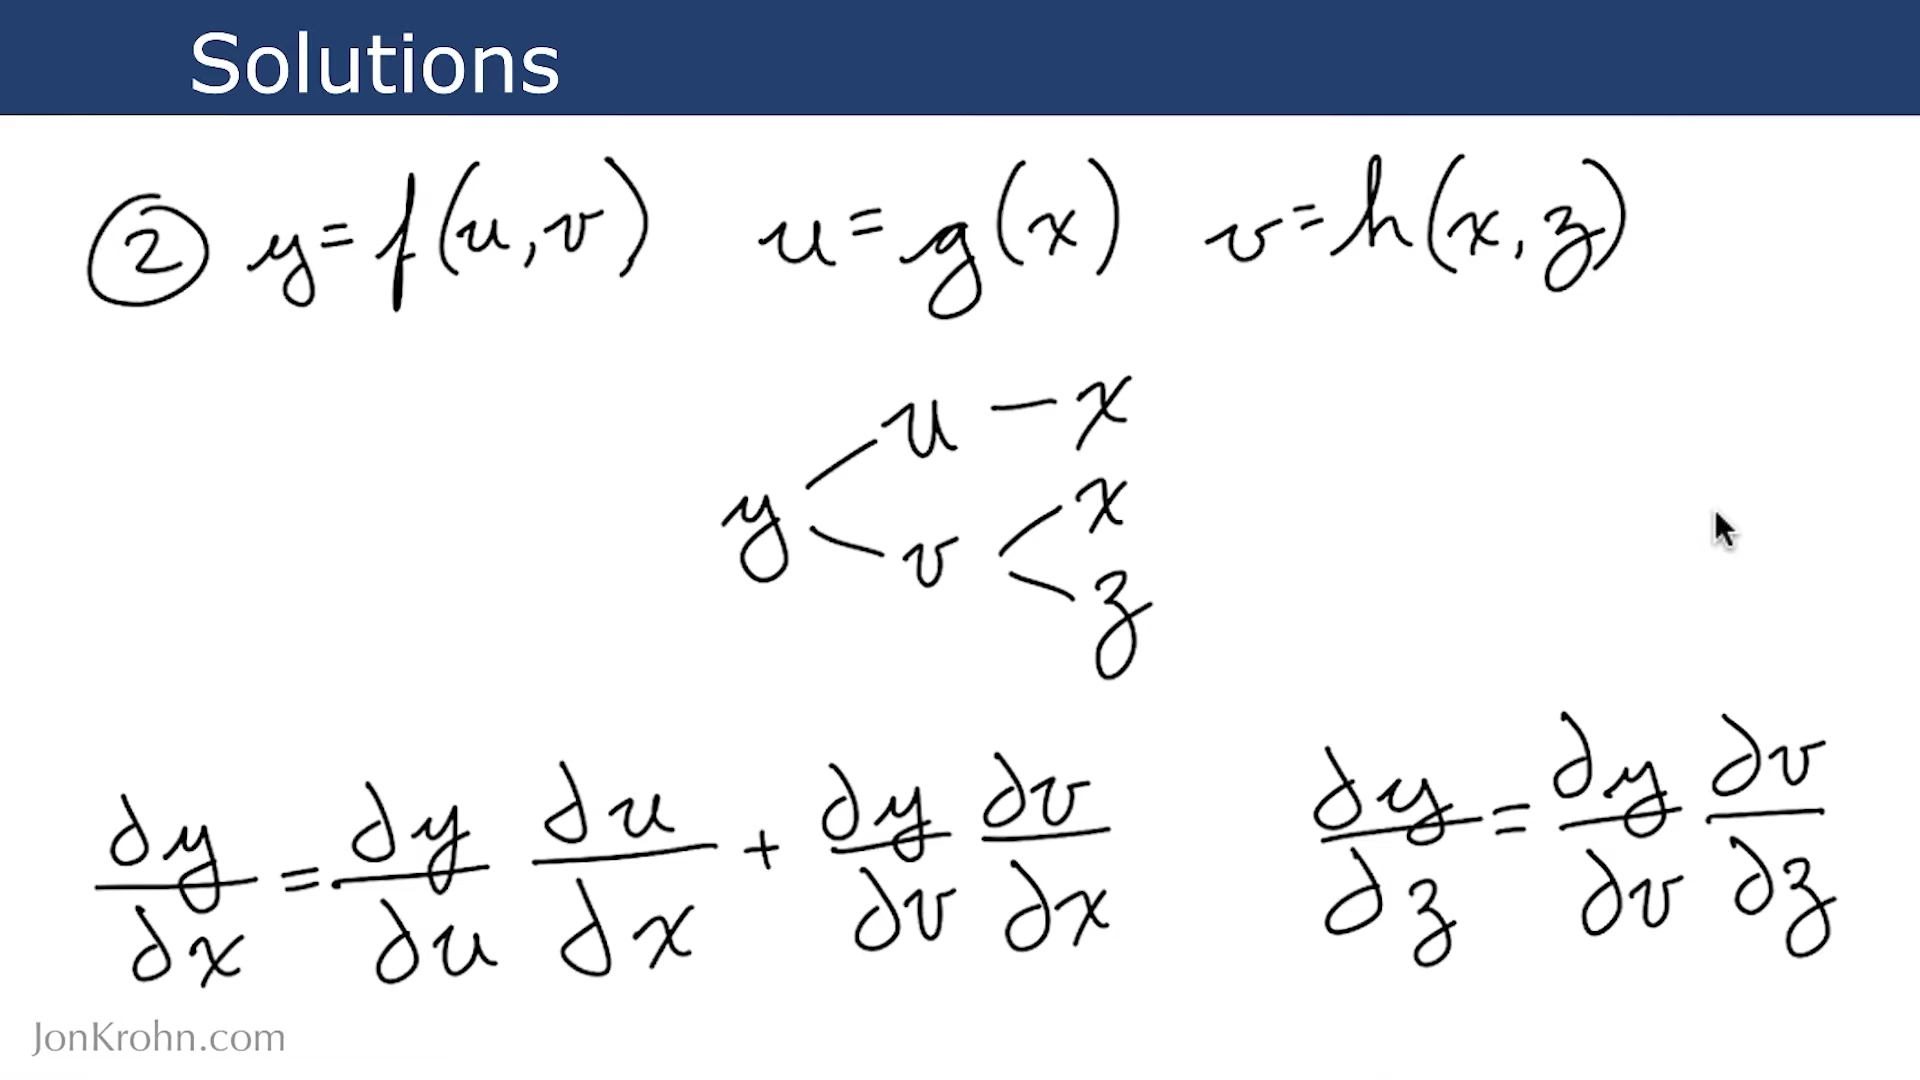 Solutions
② y = f(u, v) u = g(x) v = h(x, z)
u — x
x
y
v
z
∂y/∂x = ∂y/∂u ∂u/∂x + ∂y/∂v ∂v/∂x ∂y/∂z = ∂y/∂v ∂v/∂z
JonKrohn.com